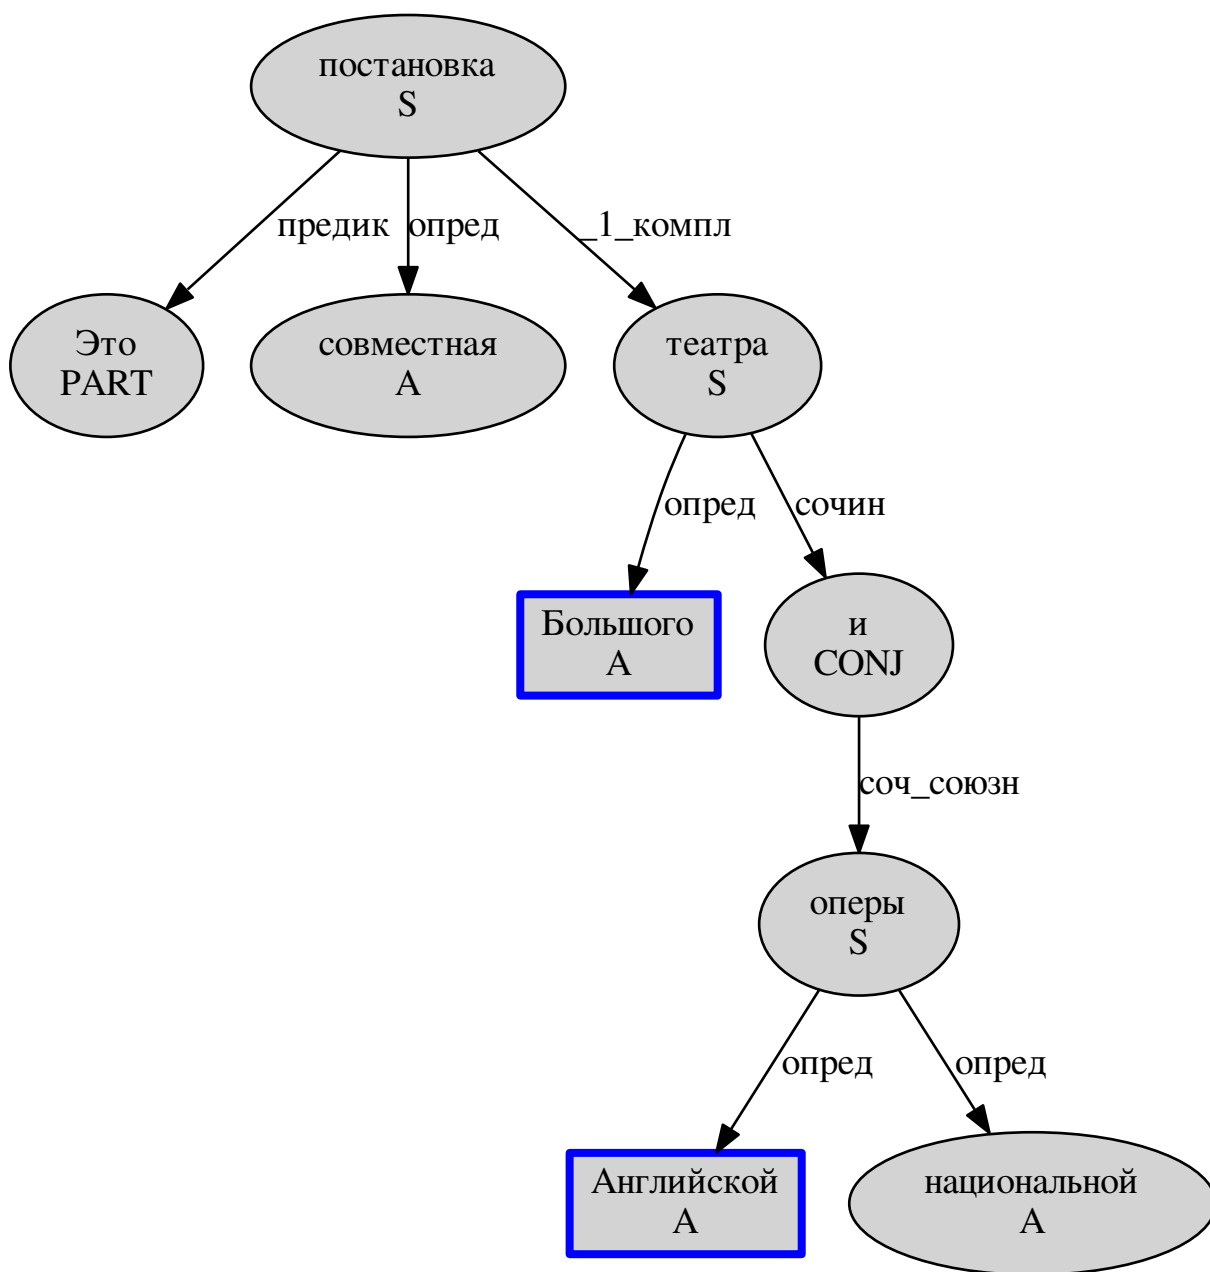 постановка
S
предик
опред
_1_компл
Это
PART
совместная
A
театра
S
опред
сочин
Большого
A
и
CONJ
соч_союзн
оперы
S
опред
опред
Английской
A
национальной
A